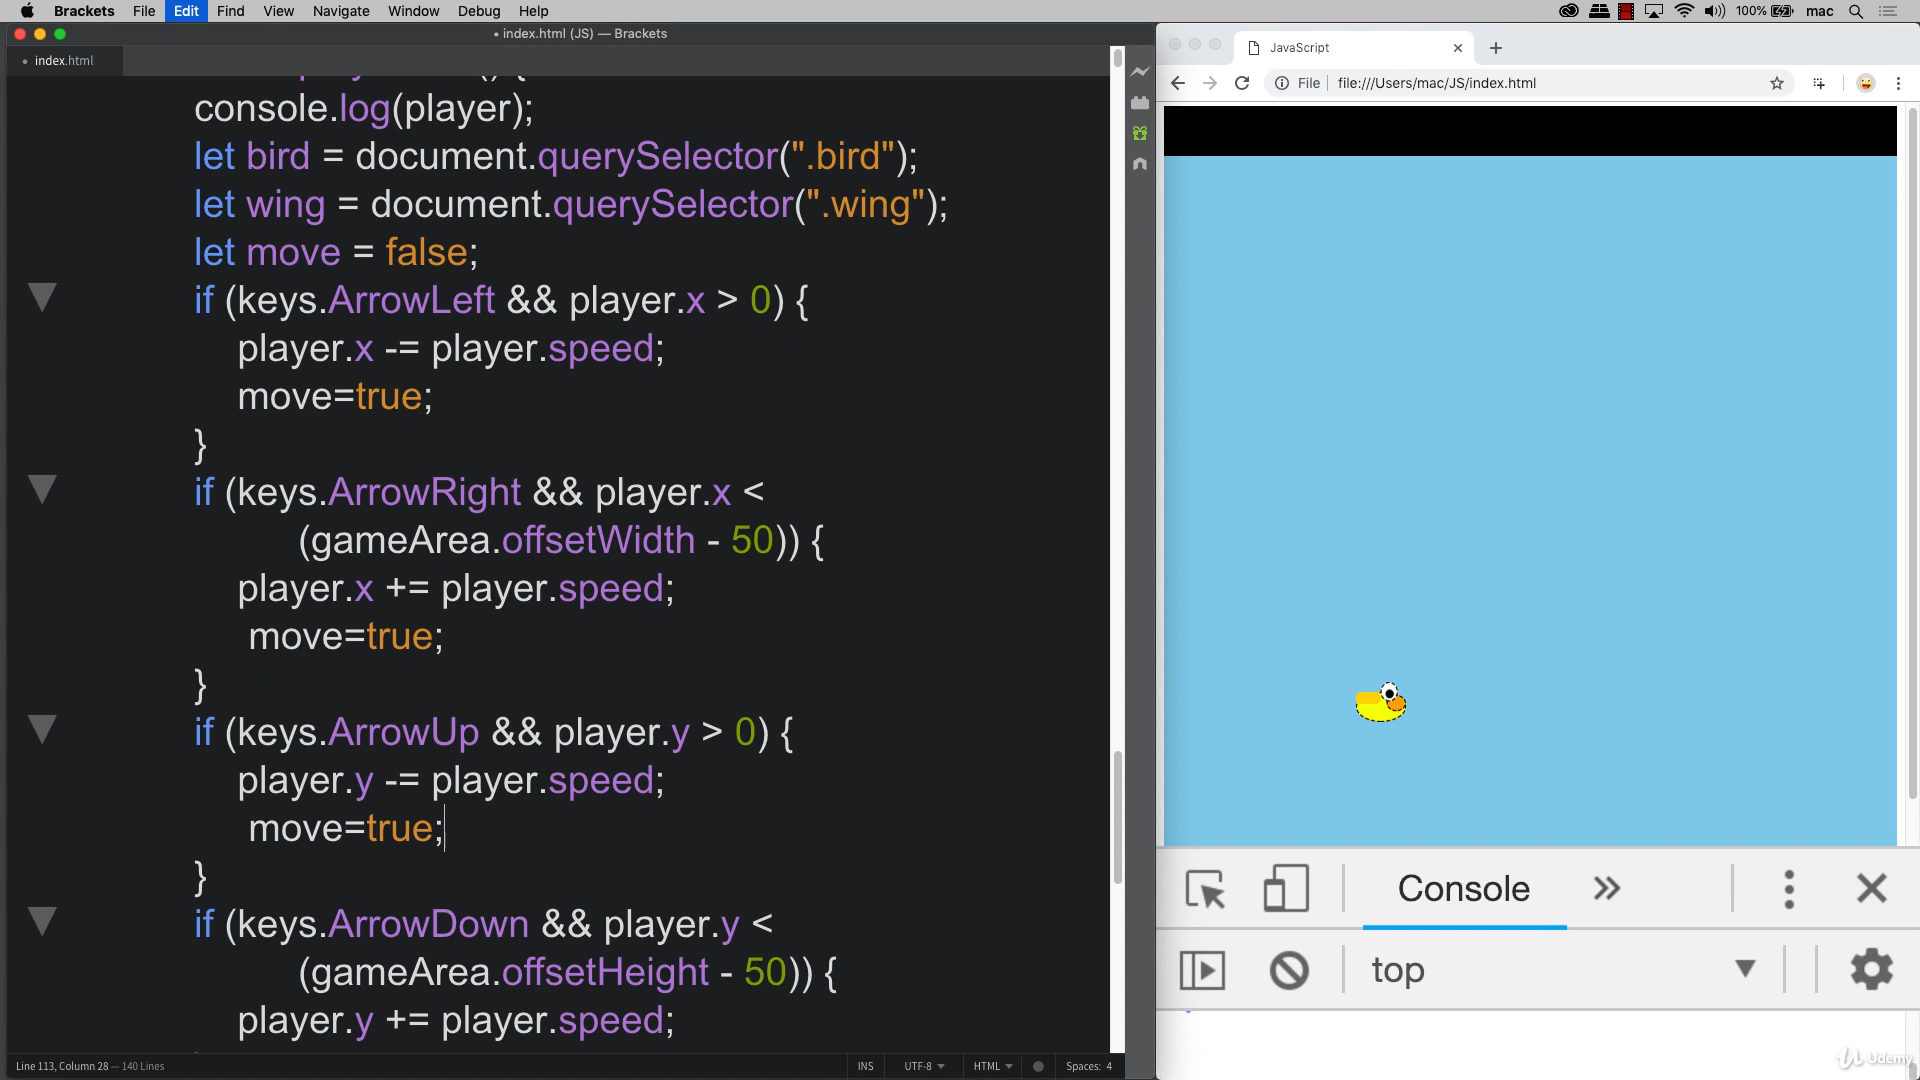 Brackets File Edit Find View Navigate Window Debug Help
100% mac
• index.html (JS) — Brackets
• index.html
console.log(player);
let bird = document.querySelector(".bird");
let wing = document.querySelector(".wing");
let move = false;
if (keys.ArrowLeft && player.x > 0) {
player.x -= player.speed;
move=true;
}
if (keys.ArrowRight && player.x <
(gameArea.offsetWidth - 50)) {
player.x += player.speed;
move=true;
}
if (keys.ArrowUp && player.y > 0) {
player.y -= player.speed;
move=true;
}
if (keys.ArrowDown && player.y <
(gameArea.offsetHeight - 50)) {
player.y += player.speed;
Line 113, Column 28 — 140 Lines
INS UTF-8 HTML Spaces: 4
JavaScript
File file:///Users/mac/JS/index.html
Console
top
Udemy